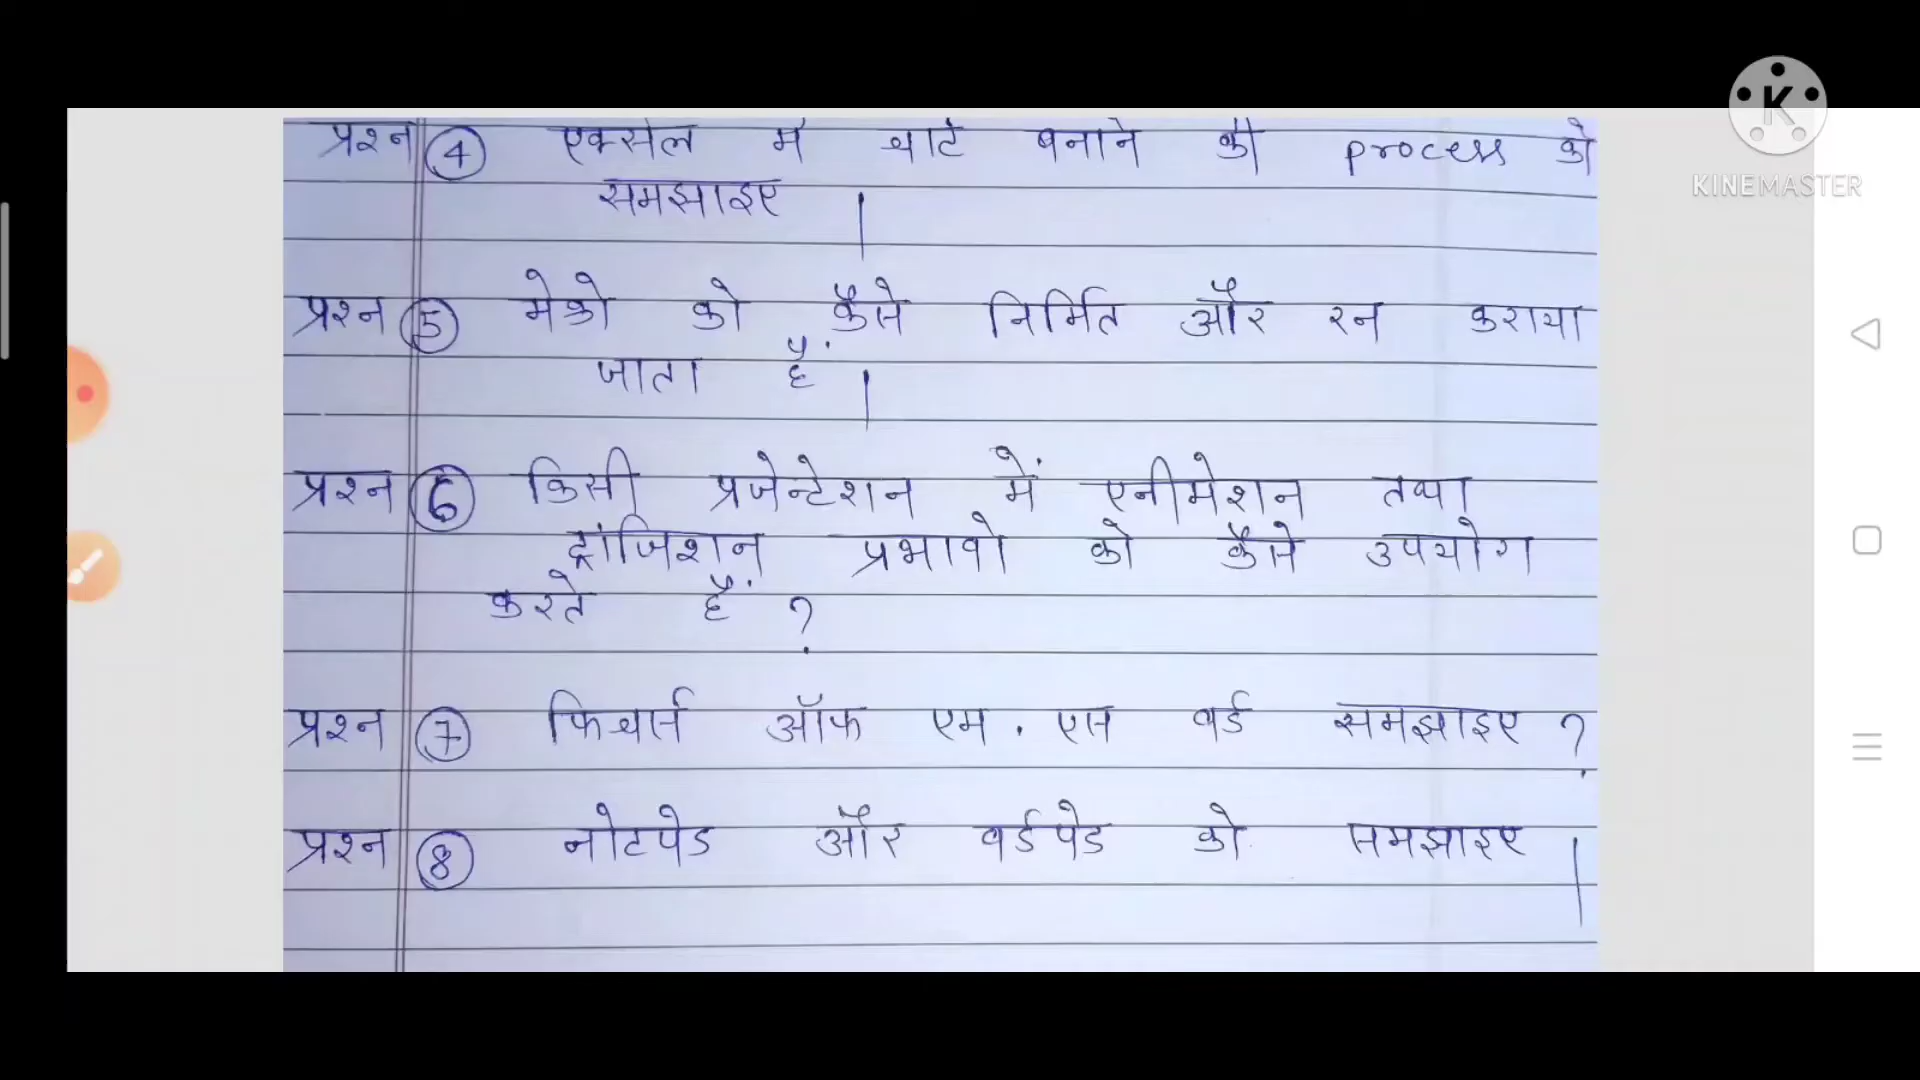 प्रश्न 4 एक्सेल में चार्ट बनाने की process को
समझाइए |
प्रश्न 5 मेक्रो को कैसे निर्मित और रन कराया
जाता है |
प्रश्न 6 किसी प्रजेन्टेशन में एनीमेशन तथा
ट्रांजिशन प्रभावो को कैसे उपयोग
करते हैं ?
प्रश्न 7 फिचर्स ऑफ एम . एस वर्ड समझाइए ?
प्रश्न 8 नोटपेड और वर्डपेड को समझाइए |
K
KINEMASTER